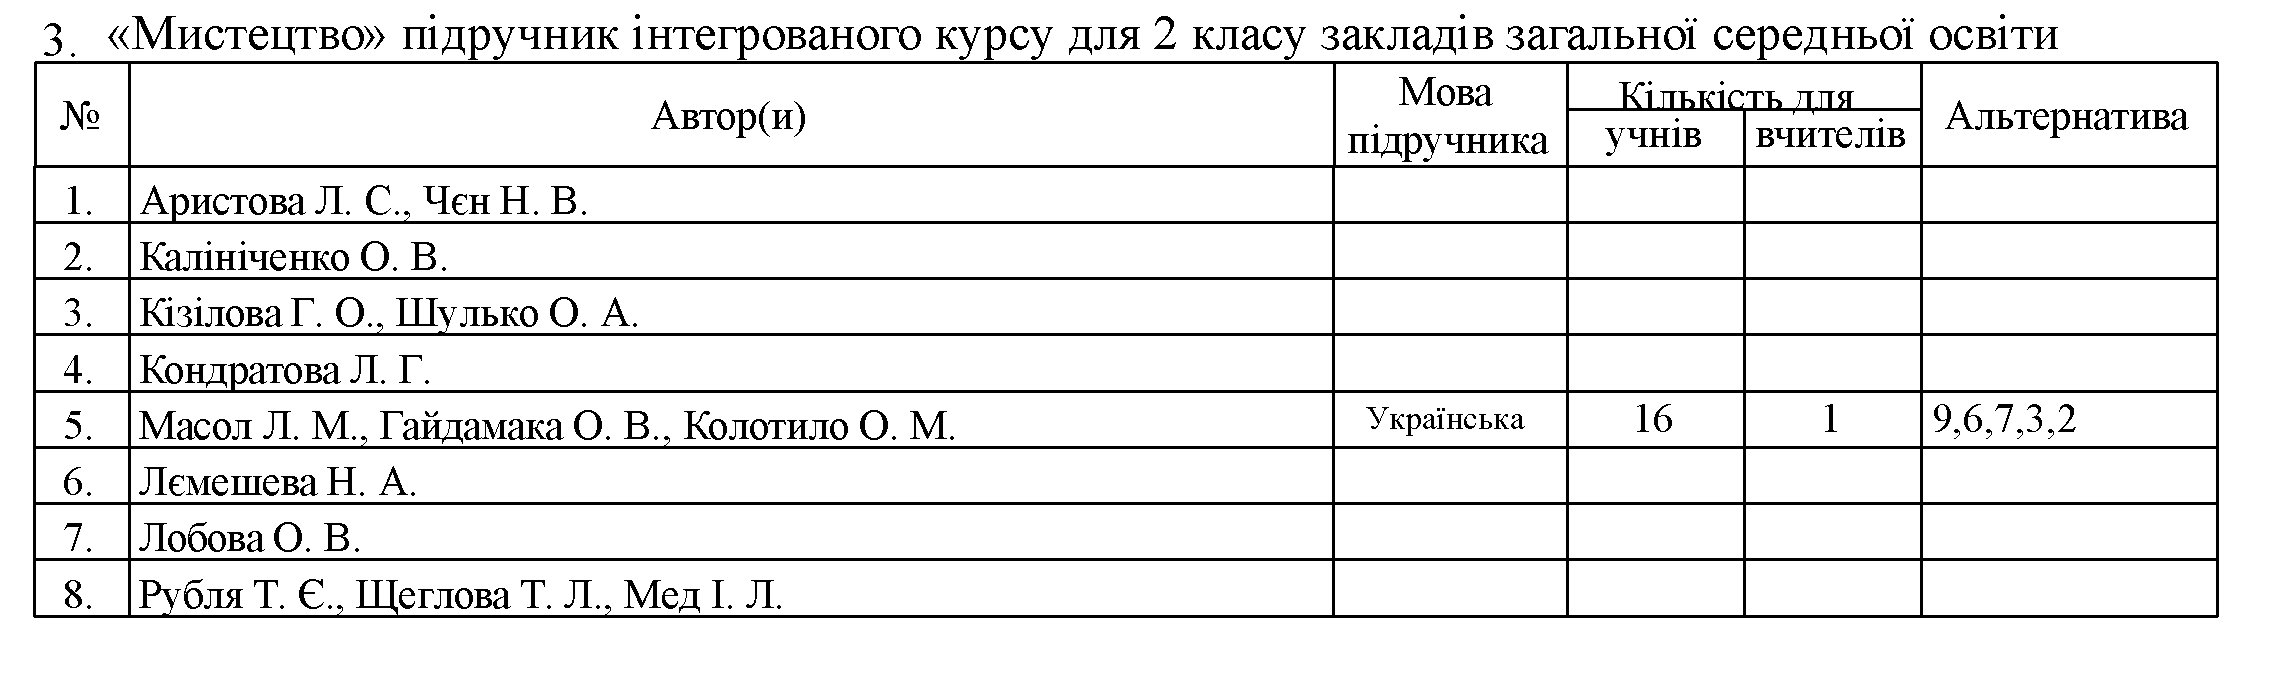 3. «Мистецтво» підручник інтегрованого курсу для 2 класу закладів загальної середньої освіти
№ Автор(и) Мова підручника Кількість для Альтернатива
учнів вчителів
1. Аристова Л. С., Чєн Н. В.
2. Калініченко О. В.
3. Кізілова Г. О., Шулько О. А.
4. Кондратова Л. Г.
5. Масол Л. М., Гайдамака О. В., Колотило О. М. Українська 16 1 9,6,7,3,2
6. Лємешева Н. А.
7. Лобова О. В.
8. Рубля Т. Є., Щеглова Т. Л., Мед І. Л.